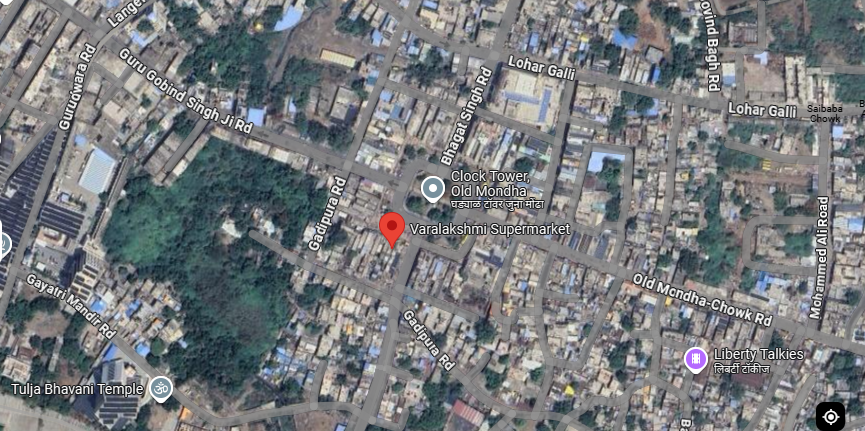 Langer
Gurudwara Rd
Guru Gobind Singh Ji Rd
Lohar Galli
ovind Bagh Rd
Lohar Galli
Saibaba
Chowk
Bhagat Singh Rd
Clock Tower,
Old Mondha
घड्याळ टॉवर जुना मोंढा
Gadipura Rd
Varalakshmi Supermarket
Mohammed Ali Road
Gayatri Mandir Rd
Old Mondha-Chowk Rd
Gadipura Rd
Liberty Talkies
लिबर्टी टॉकीज
Tulja Bhavani Temple